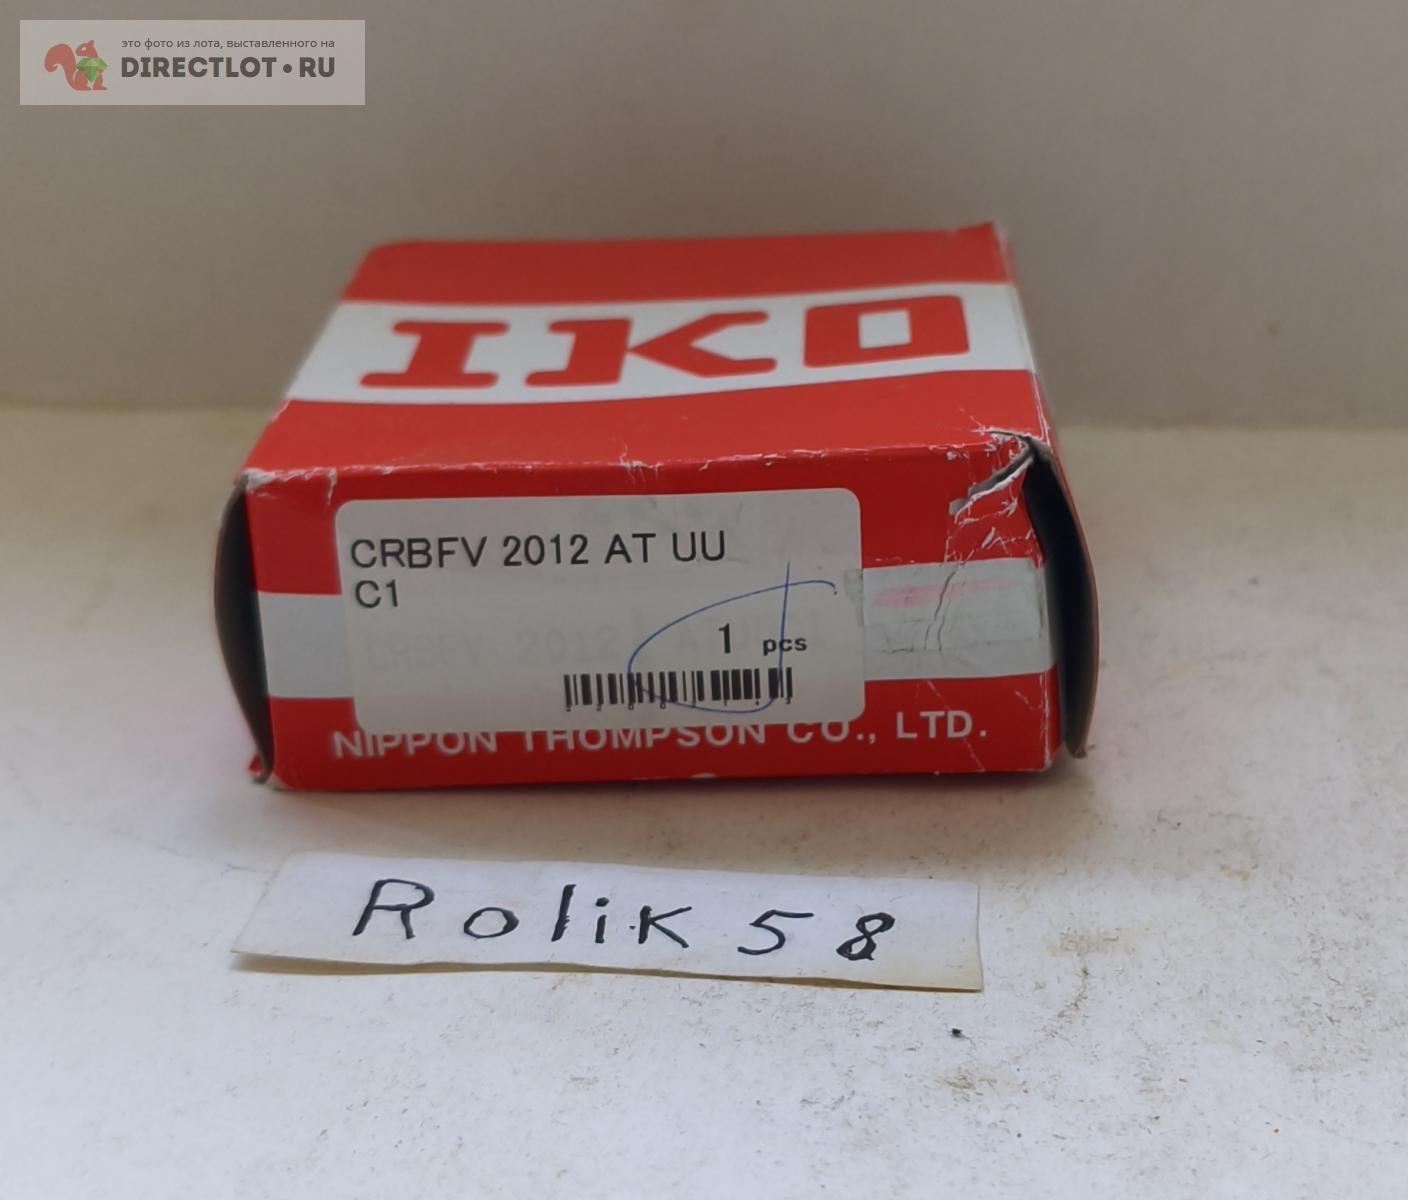 это фото из лота, выставленного на
DIRECTLOT•RU
IKO
CRBFV 2012 AT UU
C1
1 pcs
NIPPON THOMPSON CO., LTD.
Rolik 58